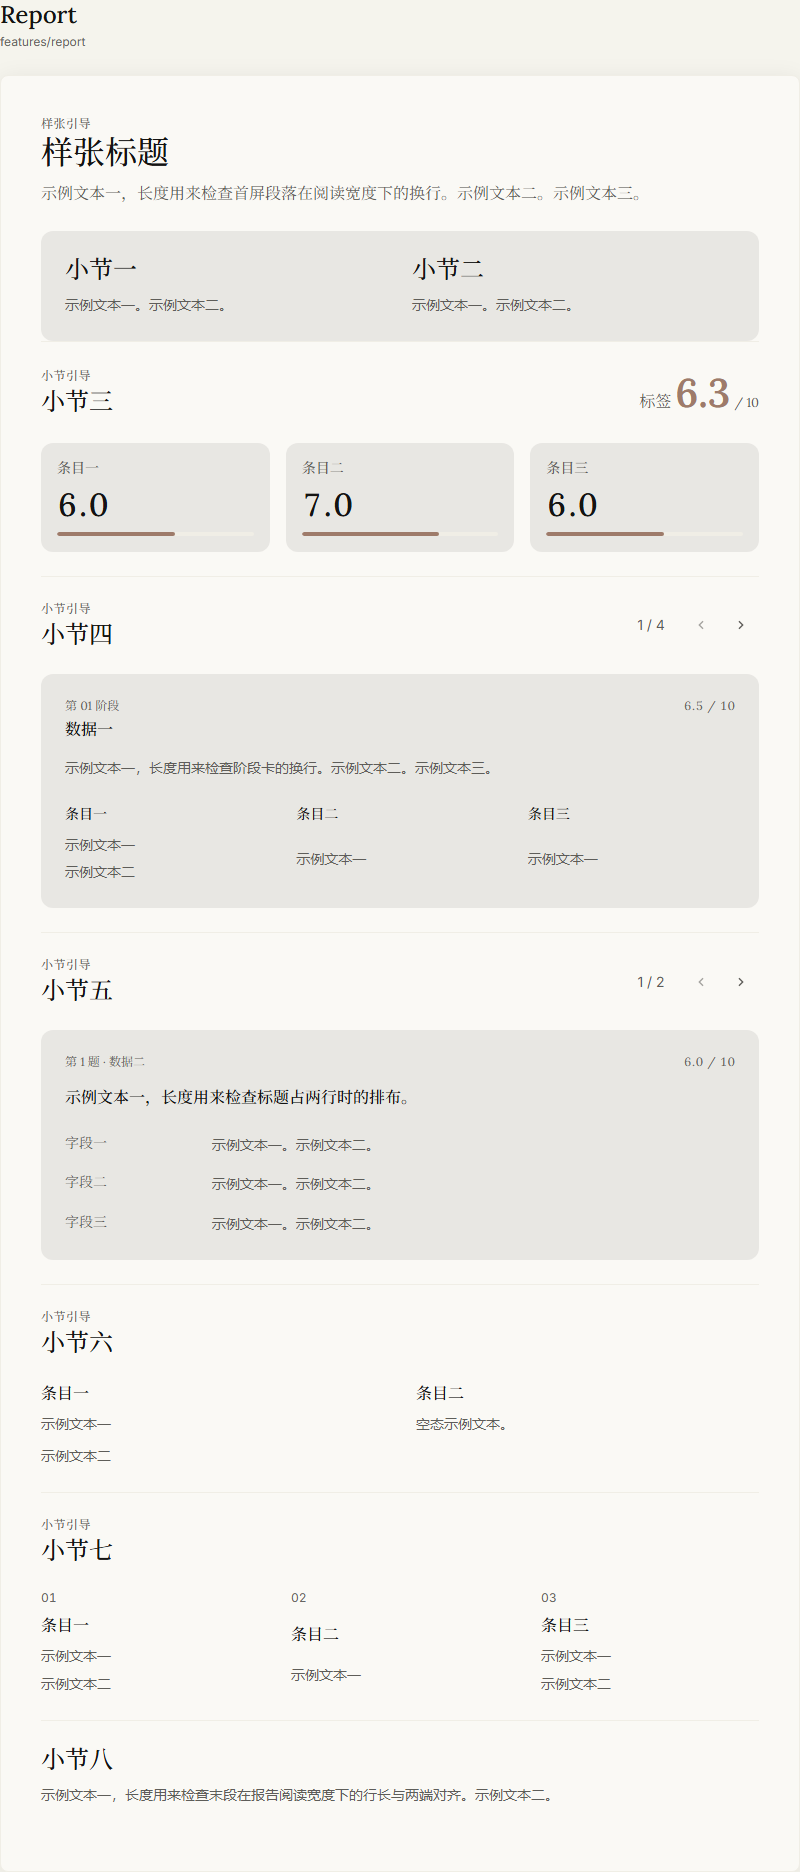 Report
features/report
样张引导
样张标题
示例文本一，长度用来检查首屏段落在阅读宽度下的换行。示例文本二。示例文本三。
小节一
示例文本一。示例文本二。
小节二
示例文本一。示例文本二。
小节引导
小节三
标签 6.3 / 10
条目一
6.0
条目二
7.0
条目三
6.0
小节引导
小节四
1 / 4
第 01 阶段
6.5 / 10
数据一
示例文本一，长度用来检查阶段卡的换行。示例文本二。示例文本三。
条目一
示例文本一
示例文本二
条目二
示例文本一
条目三
示例文本一
小节引导
小节五
1 / 2
第 1 题 · 数据二
6.0 / 10
示例文本一，长度用来检查标题占两行时的排布。
字段一
示例文本一。示例文本二。
字段二
示例文本一。示例文本二。
字段三
示例文本一。示例文本二。
小节引导
小节六
条目一
示例文本一
示例文本二
条目二
空态示例文本。
小节引导
小节七
01
条目一
示例文本一
示例文本二
02
条目二
示例文本一
03
条目三
示例文本一
示例文本二
小节八
示例文本一，长度用来检查末段在报告阅读宽度下的行长与两端对齐。示例文本二。